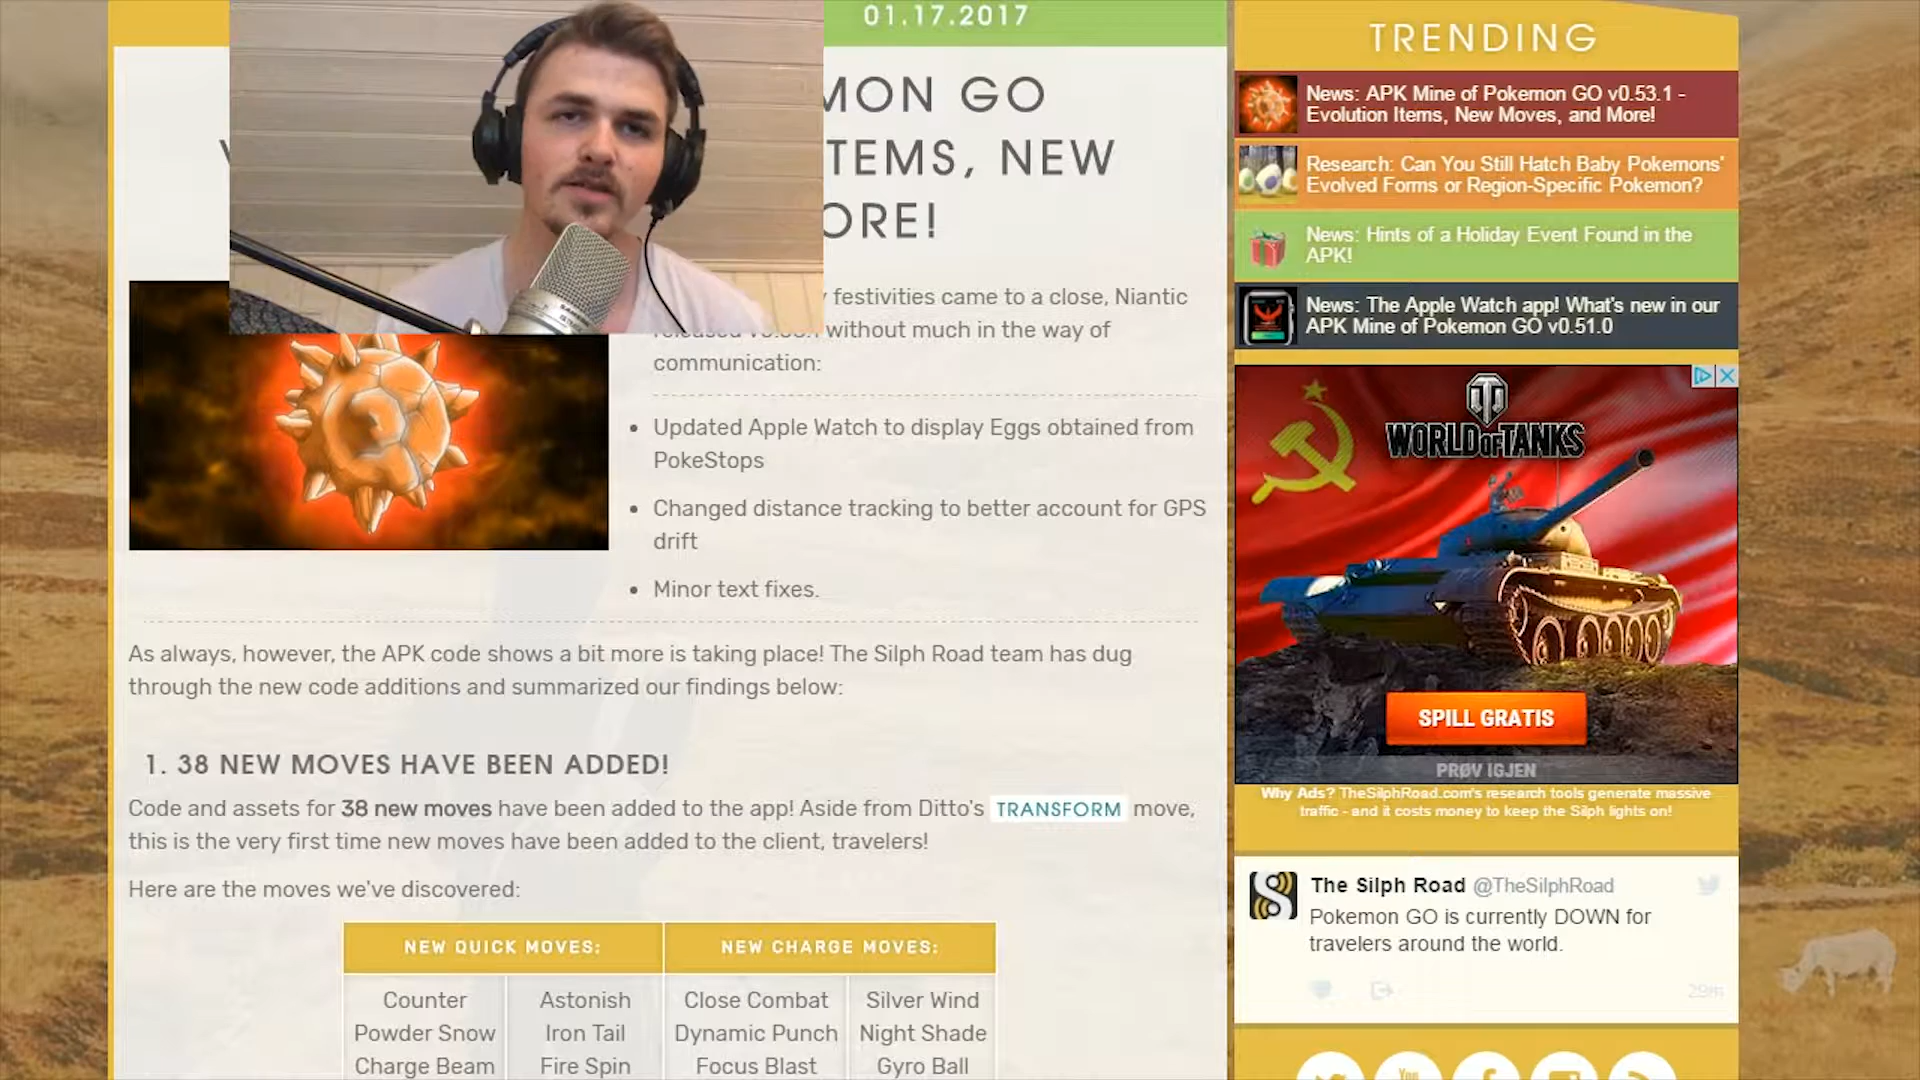 01.17.2017
MON GO
TEMS, NEW
ORE!
festivities came to a close, Niantic
without much in the way of
communication:
Updated Apple Watch to display Eggs obtained from
PokeStops
Changed distance tracking to better account for GPS
drift
Minor text fixes.
As always, however, the APK code shows a bit more is taking place! The Silph Road team has dug
through the new code additions and summarized our findings below:
1. 38 NEW MOVES HAVE BEEN ADDED!
Code and assets for 38 new moves have been added to the app! Aside from Ditto's TRANSFORM move,
this is the very first time new moves have been added to the client, travelers!
Here are the moves we've discovered:
NEW QUICK MOVES: NEW CHARGE MOVES:
Counter Astonish Close Combat Silver Wind
Powder Snow Iron Tail Dynamic Punch Night Shade
Charge Beam Fire Spin Focus Blast Gyro Ball
TRENDING
News: APK Mine of Pokemon GO v0.53.1 -
Evolution Items, New Moves, and More!
Research: Can You Still Hatch Baby Pokemons'
Evolved Forms or Region-Specific Pokemon?
News: Hints of a Holiday Event Found in the
APK!
News: The Apple Watch app! What's new in our
APK Mine of Pokemon GO v0.51.0
WORLD OF TANKS
SPILL GRATIS
PRØV IGJEN
Why Ads? TheSilphRoad.com's research tools generate massive
traffic - and it costs money to keep the Silph lights on!
The Silph Road @TheSilphRoad
Pokemon GO is currently DOWN for
travelers around the world.
29m
You